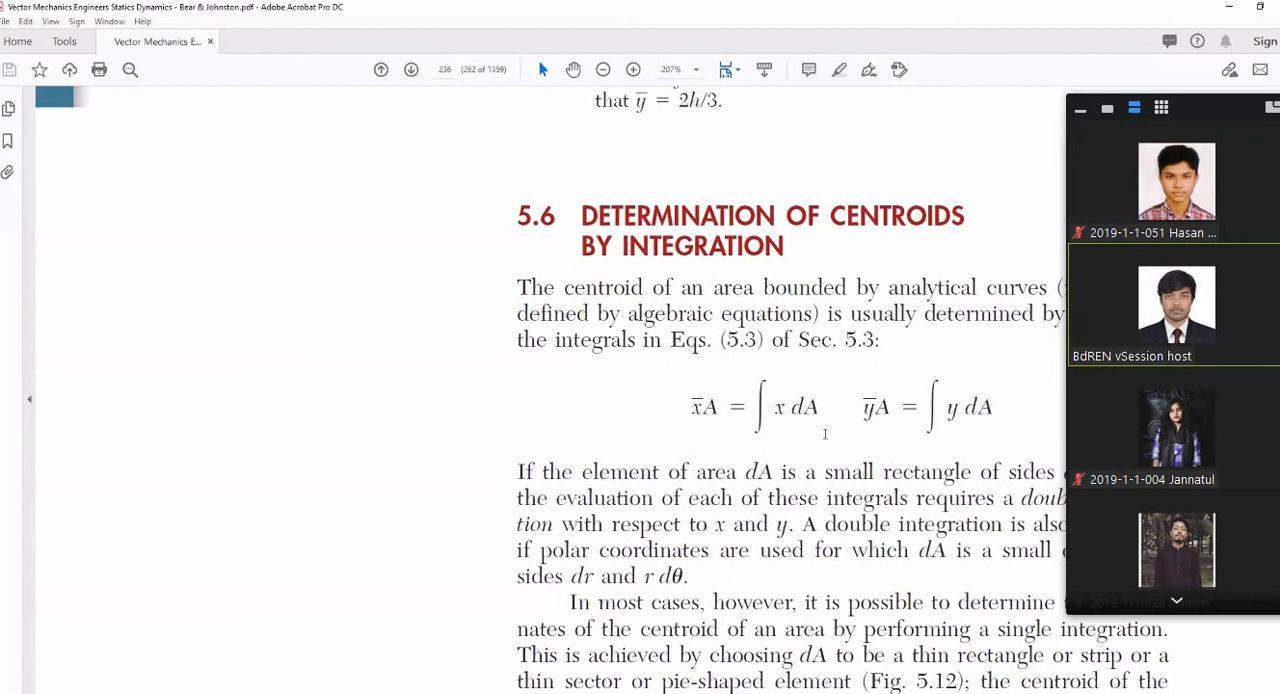 Vector Mechanics Engineers Statics Dynamics - Bear & Johnston.pdf - Adobe Acrobat Pro DC
File Edit View Sign Window Help
Home Tools Vector Mechanics E... × Sign
236 (262 of 1359) 207%
that y̅ = 2h/3.
5.6 DETERMINATION OF CENTROIDS
BY INTEGRATION
The centroid of an area bounded by analytical curves (
defined by algebraic equations) is usually determined by
the integrals in Eqs. (5.3) of Sec. 5.3:
x̅A = ∫ x dA y̅A = ∫ y dA
If the element of area dA is a small rectangle of sides
the evaluation of each of these integrals requires a doub
tion with respect to x and y. A double integration is also
if polar coordinates are used for which dA is a small
sides dr and r dθ.
In most cases, however, it is possible to determine
nates of the centroid of an area by performing a single integration.
This is achieved by choosing dA to be a thin rectangle or strip or a
thin sector or pie-shaped element (Fig. 5.12); the centroid of the
2019-1-1-051 Hasan ...
BdREN vSession host
2019-1-1-004 Jannatul